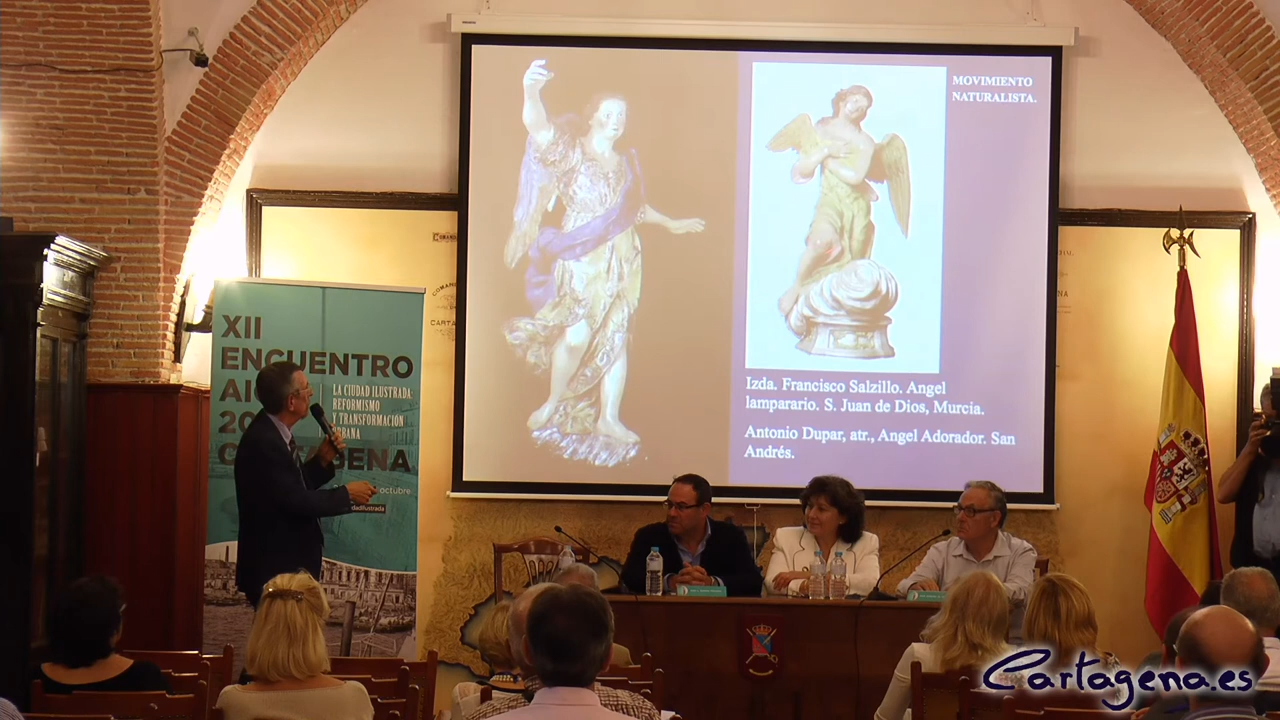 MOVIMIENTO
NATURALISTA.
Izda. Francisco Salzillo. Angel
lamparario. S. Juan de Dios, Murcia.
Antonio Dupar, atr., Angel Adorador. San
Andrés.
XII
ENCUENTRO
LA CIUDAD ILUSTRADA:
REFORMISMO
Y TRANSFORMACIÓN
URBANA
octubre
Cartagena.es